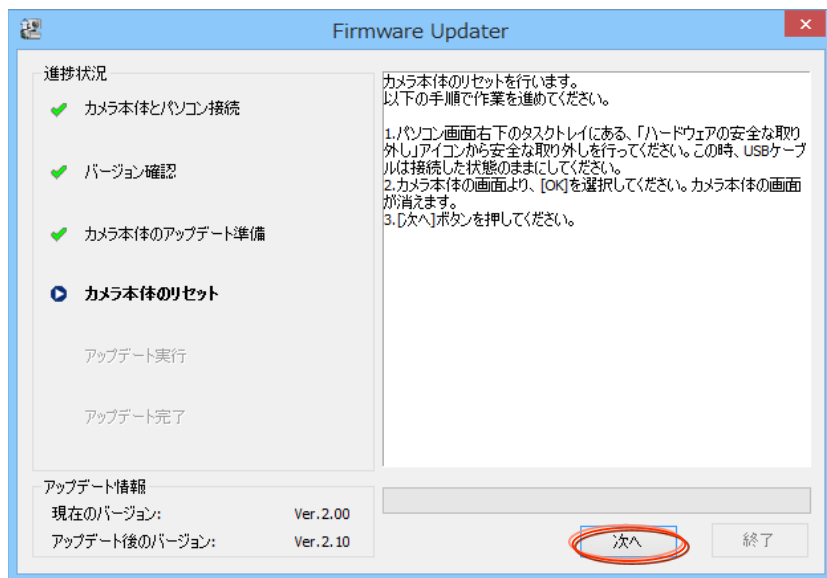 Firmware Updater
進捗状況
カメラ本体とパソコン接続
バージョン確認
カメラ本体のアップデート準備
カメラ本体のリセット
アップデート実行
アップデート完了
カメラ本体のリセットを行います。
以下の手順で作業を進めてください。
1.パソコン画面右下のタスクトレイにある、「ハードウェアの安全な取り
外し」アイコンから安全な取り外しを行ってください。この時、USBケーブ
ルは接続した状態のままにしてください。
2.カメラ本体の画面より、[OK]を選択してください。カメラ本体の画面
が消えます。
3.[次へ]ボタンを押してください。
アップデート情報
現在のバージョン: Ver.2.00
アップデート後のバージョン: Ver.2.10
次へ
終了